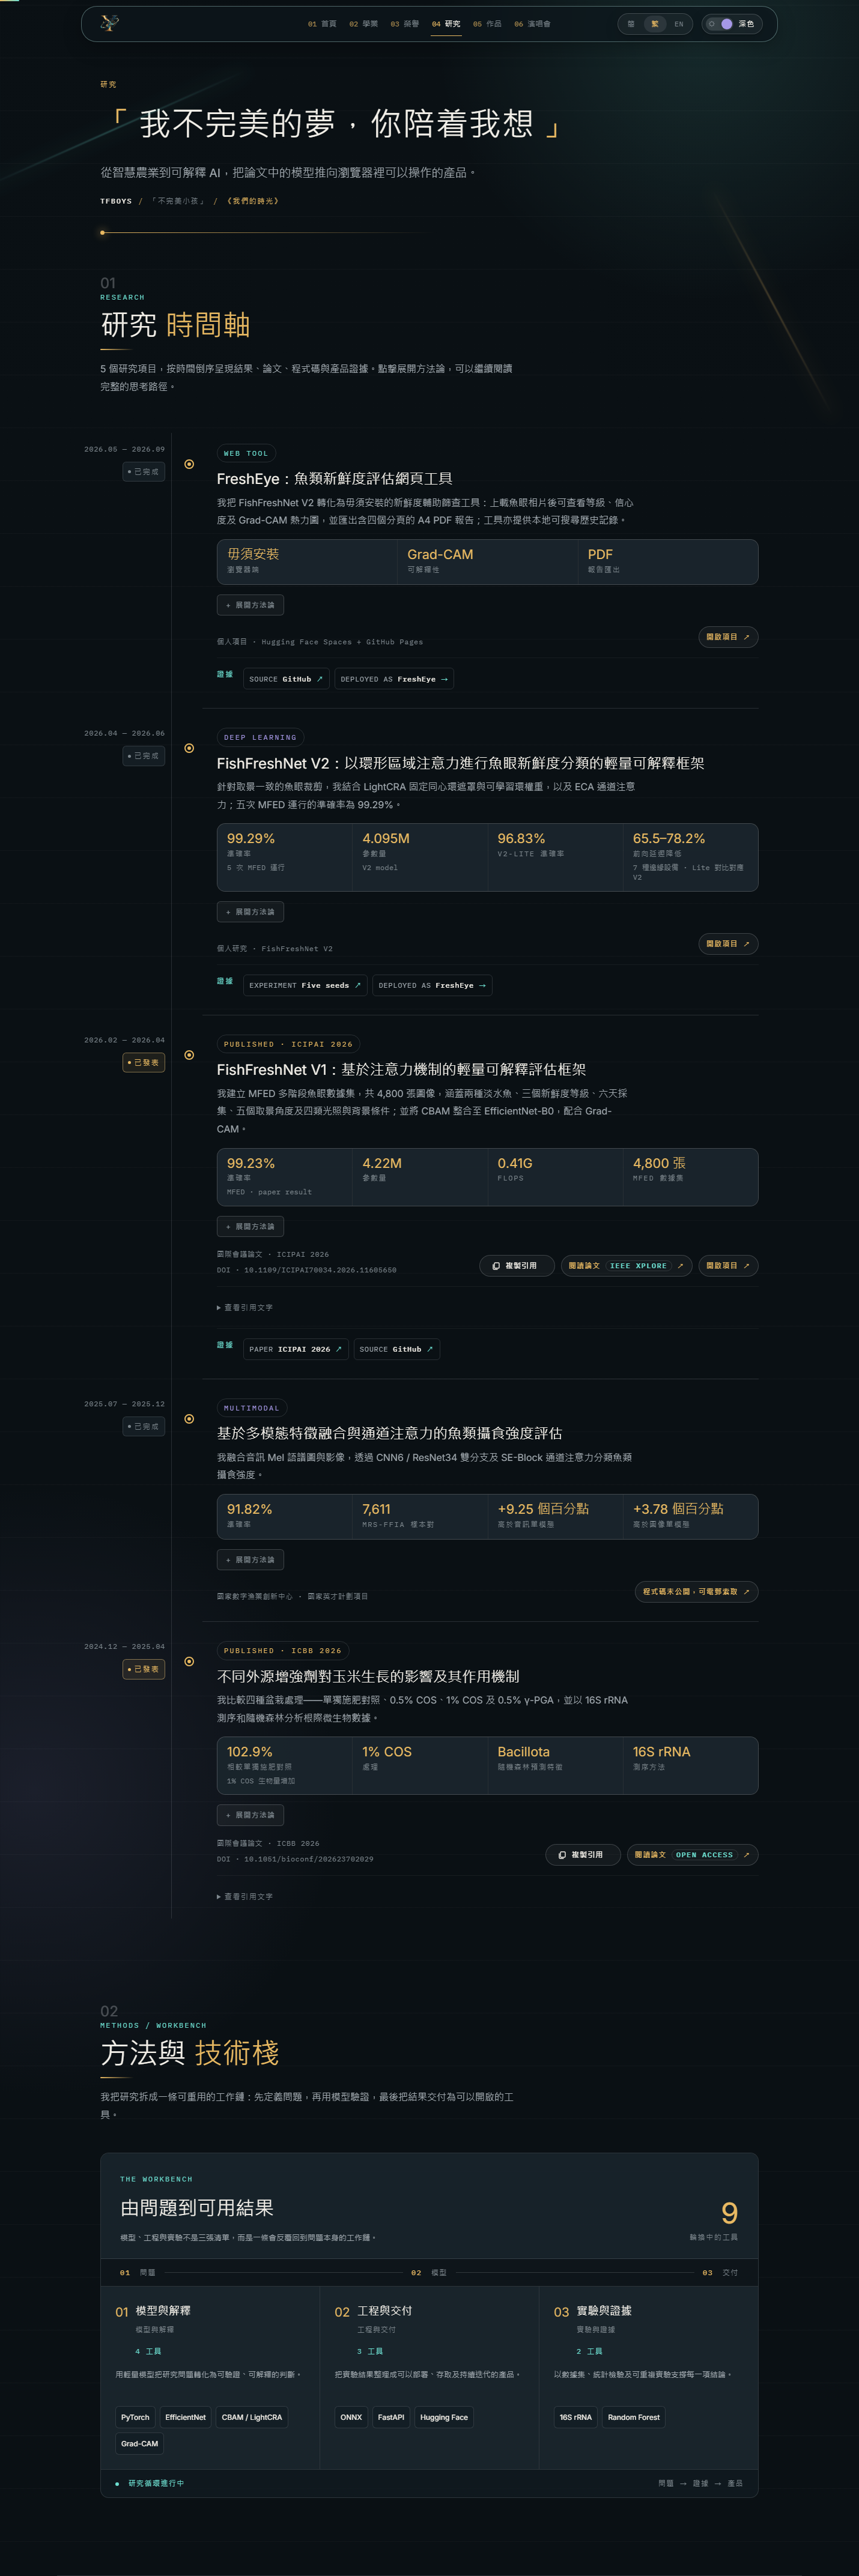 01 首頁 02 學業 03 榮譽 04 研究 05 作品 06 演唱會 簡 繁 EN 深色
研究
「 我不完美的夢，你陪着我想 」
從智慧農業到可解釋 AI，把論文中的模型推向瀏覽器裡可以操作的產品。
TFBOYS / 「不完美小孩」 / 《我們的時光》
01
RESEARCH
研究 時間軸
5 個研究項目，按時間倒序呈現結果、論文、程式碼與產品證據。點擊展開方法論，可以繼續閱讀
完整的思考路徑。
2026.05 — 2026.09
已完成
WEB TOOL
FreshEye：魚類新鮮度評估網頁工具
我把 FishFreshNet V2 轉化為毋須安裝的新鮮度輔助篩查工具：上載魚眼相片後可查看等級、信心
度及 Grad-CAM 熱力圖，並匯出含四個分頁的 A4 PDF 報告；工具亦提供本地可搜尋歷史記錄。
毋須安裝 Grad-CAM PDF
瀏覽器端 可解釋性 報告匯出
+ 展開方法論
個人項目 · Hugging Face Spaces + GitHub Pages
開啟項目 ↗
證據 SOURCE GitHub ↗ DEPLOYED AS FreshEye →
2026.04 — 2026.06
已完成
DEEP LEARNING
FishFreshNet V2：以環形區域注意力進行魚眼新鮮度分類的輕量可解釋框架
針對取景一致的魚眼裁剪，我結合 LightCRA 固定同心環遮罩與可學習環權重，以及 ECA 通道注意
力；五次 MFED 運行的準確率為 99.29%。
99.29% 4.095M 96.83% 65.5–78.2%
準確率 參數量 V2-LITE 準確率 前向延遲降低
5 次 MFED 運行 V2 model 7 種邊緣設備 · Lite 對比對應
V2
+ 展開方法論
個人研究 · FishFreshNet V2
開啟項目 ↗
證據 EXPERIMENT Five seeds ↗ DEPLOYED AS FreshEye →
2026.02 — 2026.04
已發表
PUBLISHED · ICIPAI 2026
FishFreshNet V1：基於注意力機制的輕量可解釋評估框架
我建立 MFED 多階段魚眼數據集，共 4,800 張圖像，涵蓋兩種淡水魚、三個新鮮度等級、六天採
集、五個取景角度及四類光照與背景條件；並將 CBAM 整合至 EfficientNet-B0，配合 Grad-
CAM。
99.23% 4.22M 0.41G 4,800 張
準確率 參數量 FLOPS MFED 數據集
MFED · paper result
+ 展開方法論
國際會議論文 · ICIPAI 2026
DOI · 10.1109/ICIPAI70034.2026.11605650
複製引用 閱讀論文 IEEE XPLORE ↗ 開啟項目 ↗
▶ 查看引用文字
證據 PAPER ICIPAI 2026 ↗ SOURCE GitHub ↗
2025.07 — 2025.12
已完成
MULTIMODAL
基於多模態特徵融合與通道注意力的魚類攝食強度評估
我融合音訊 Mel 語譜圖與影像，透過 CNN6 / ResNet34 雙分支及 SE-Block 通道注意力分類魚類
攝食強度。
91.82% 7,611 +9.25 個百分點 +3.78 個百分點
準確率 MRS-FFIA 樣本對 高於音訊單模態 高於圖像單模態
+ 展開方法論
國家數字漁業創新中心 · 國家英才計劃項目
程式碼未公開，可電郵索取 ↗
2024.12 — 2025.04
已發表
PUBLISHED · ICBB 2026
不同外源增強劑對玉米生長的影響及其作用機制
我比較四種盆栽處理——單獨施肥對照、0.5% COS、1% COS 及 0.5% γ-PGA，並以 16S rRNA
測序和隨機森林分析根際微生物數據。
102.9% 1% COS Bacillota 16S rRNA
相較單獨施肥對照 處理 隨機森林預測特徵 測序方法
1% COS 生物量增加
+ 展開方法論
國際會議論文 · ICBB 2026
DOI · 10.1051/bioconf/202623702029
複製引用 閱讀論文 OPEN ACCESS ↗
▶ 查看引用文字
02
METHODS / WORKBENCH
方法與 技術棧
我把研究拆成一條可重用的工作鏈：先定義問題，再用模型驗證，最後把結果交付為可以開啟的工
具。
THE WORKBENCH
由問題到可用結果
模型、工程與實驗不是三張清單，而是一條會反覆回到問題本身的工作鏈。
9
輪換中的工具
01 問題 02 模型 03 交付
01 模型與解釋 02 工程與交付 03 實驗與證據
模型與解釋 工程與交付 實驗與證據
4 工具 3 工具 2 工具
用輕量模型把研究問題轉化為可驗證、可解釋的判斷。 把實驗結果整理成可以部署、存取及持續迭代的產品。 以數據集、統計檢驗及可重複實驗支撐每一項結論。
PyTorch EfficientNet CBAM / LightCRA ONNX FastAPI Hugging Face 16S rRNA Random Forest
Grad-CAM
研究循環進行中 問題 → 證據 → 產品